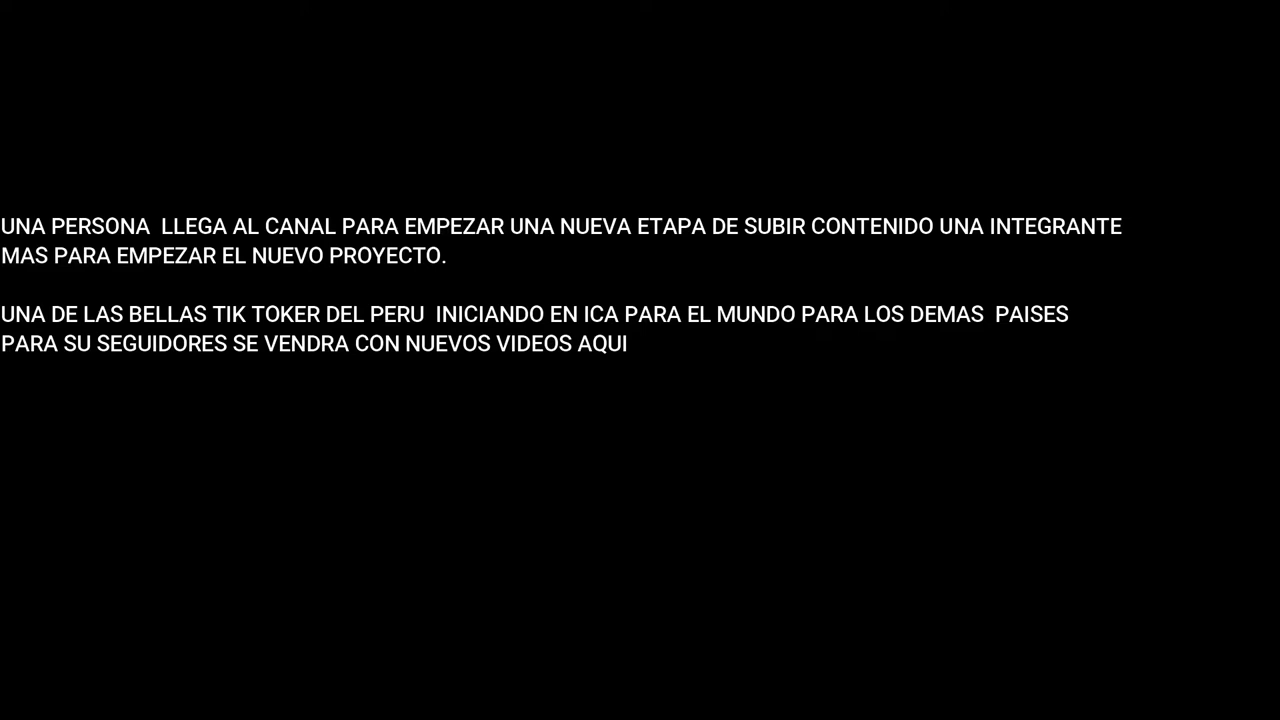 UNA PERSONA  LLEGA AL CANAL PARA EMPEZAR UNA NUEVA ETAPA DE SUBIR CONTENIDO UNA INTEGRANTE
MAS PARA EMPEZAR EL NUEVO PROYECTO.
UNA DE LAS BELLAS TIK TOKER DEL PERU  INICIANDO EN ICA PARA EL MUNDO PARA LOS DEMAS  PAISES
PARA SU SEGUIDORES SE VENDRA CON NUEVOS VIDEOS AQUI